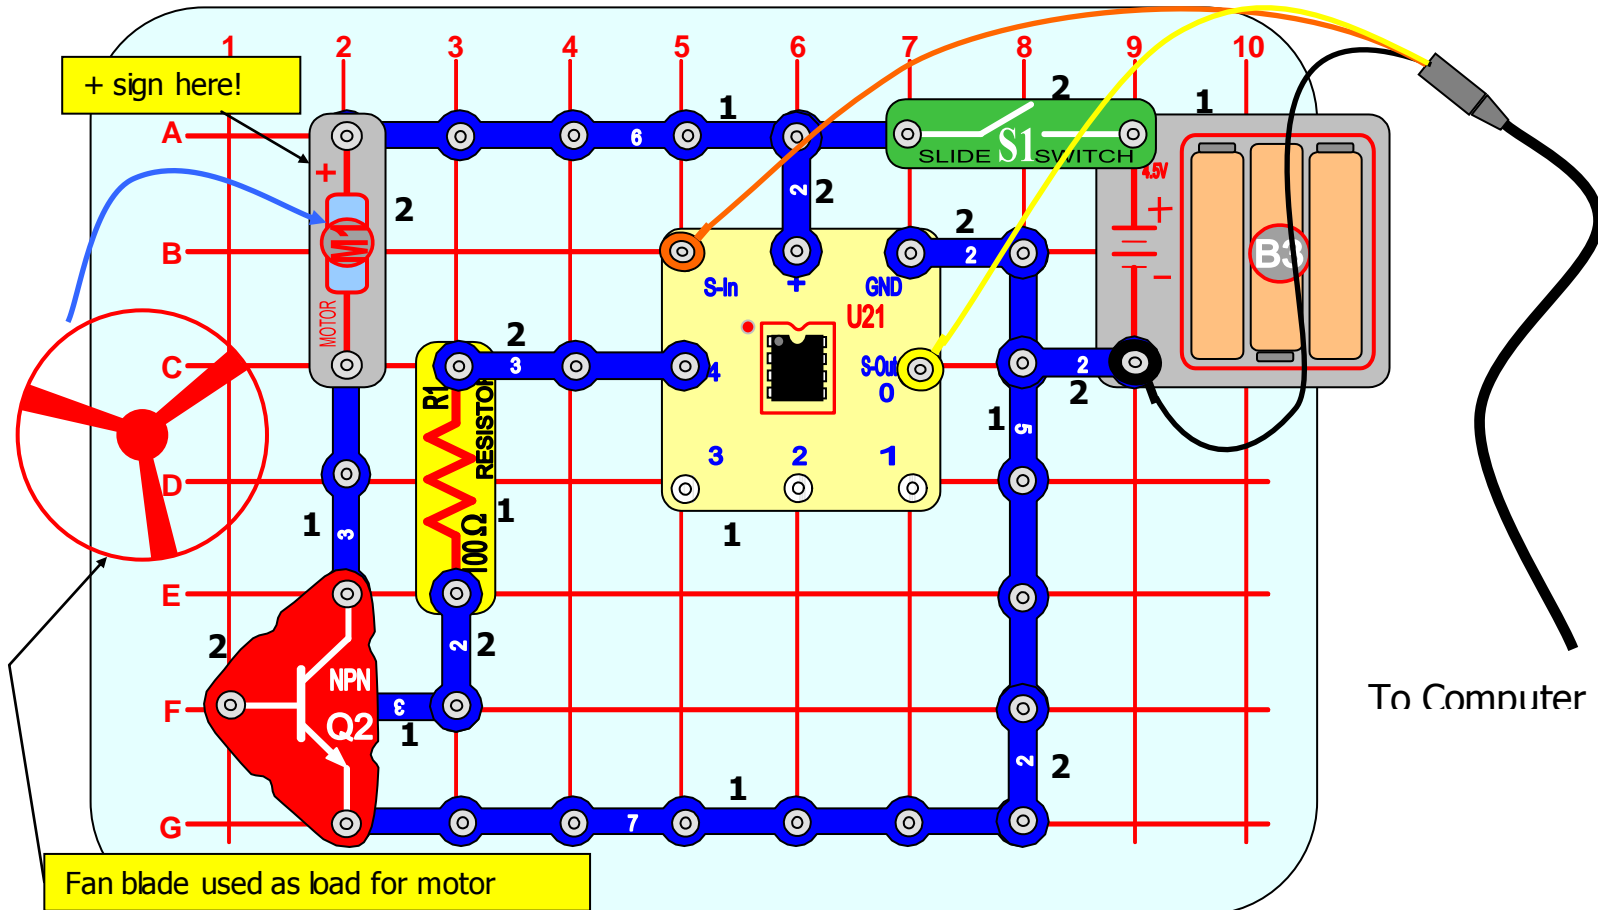 1 2 3 4 5 6 7 8 9 10
+ sign here!
1 2 1
A
6
SLIDE S1 SWITCH
4.5V
+
2 2
2 2
M1
B
2
+
−
B3
S-In + GND
U21
MOTOR
2
C
3
4
S-Out
0
2
2
R1
RESISTOR
100Ω
1
5
3 2 1
D
1
3
1
1
E
2
2
2
NPN
F
3
Q2
1
To Computer
2
2
1
G
7
Fan blade used as load for motor